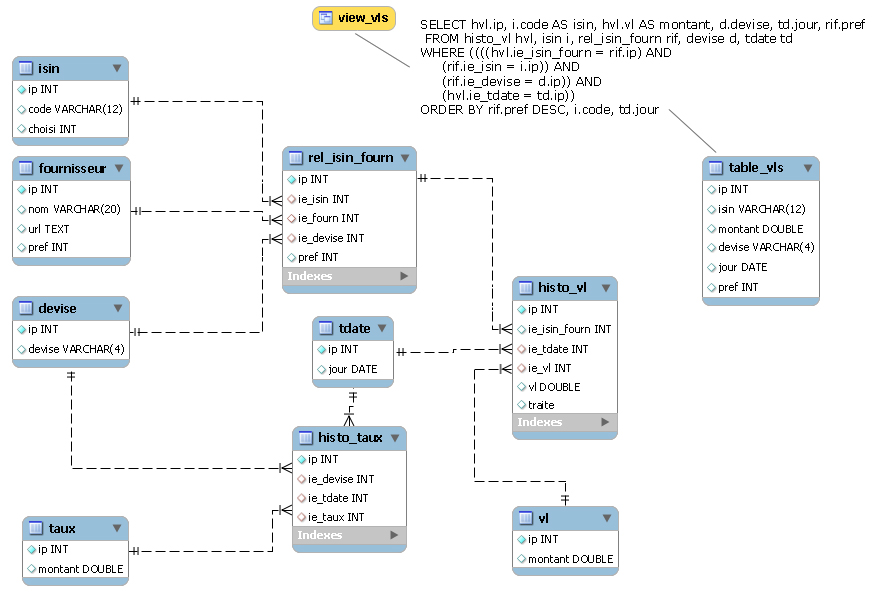 view_vls
SELECT hvl.ip, i.code AS isin, hvl.vl AS montant, d.devise, td.jour, rif.pref
FROM histo_vl hvl, isin i, rel_isin_fourn rif, devise d, tdate td
WHERE ((((hvl.ie_isin_fourn = rif.ip) AND
(rif.ie_isin = i.ip)) AND
(rif.ie_devise = d.ip)) AND
(hvl.ie_tdate = td.ip))
ORDER BY rif.pref DESC, i.code, td.jour
isin
ip INT
code VARCHAR(12)
choisi INT
fournisseur
ip INT
nom VARCHAR(20)
url TEXT
pref INT
devise
ip INT
devise VARCHAR(4)
rel_isin_fourn
ip INT
ie_isin INT
ie_fourn INT
ie_devise INT
pref INT
Indexes
table_vls
ip INT
isin VARCHAR(12)
montant DOUBLE
devise VARCHAR(4)
jour DATE
pref INT
tdate
ip INT
jour DATE
histo_vl
ip INT
ie_isin_fourn INT
ie_tdate INT
ie_vl INT
vl DOUBLE
traite
Indexes
histo_taux
ip INT
ie_devise INT
ie_tdate INT
ie_taux INT
Indexes
taux
ip INT
montant DOUBLE
vl
ip INT
montant DOUBLE